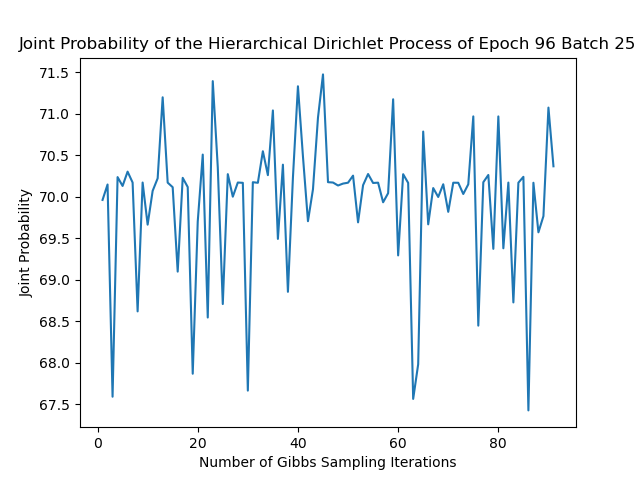 Joint Probability of the Hierarchical Dirichlet Process of Epoch 96 Batch 25
71.5
71.0
70.5
70.0
69.5
69.0
68.5
68.0
67.5
Joint Probability
0 20 40 60 80
Number of Gibbs Sampling Iterations